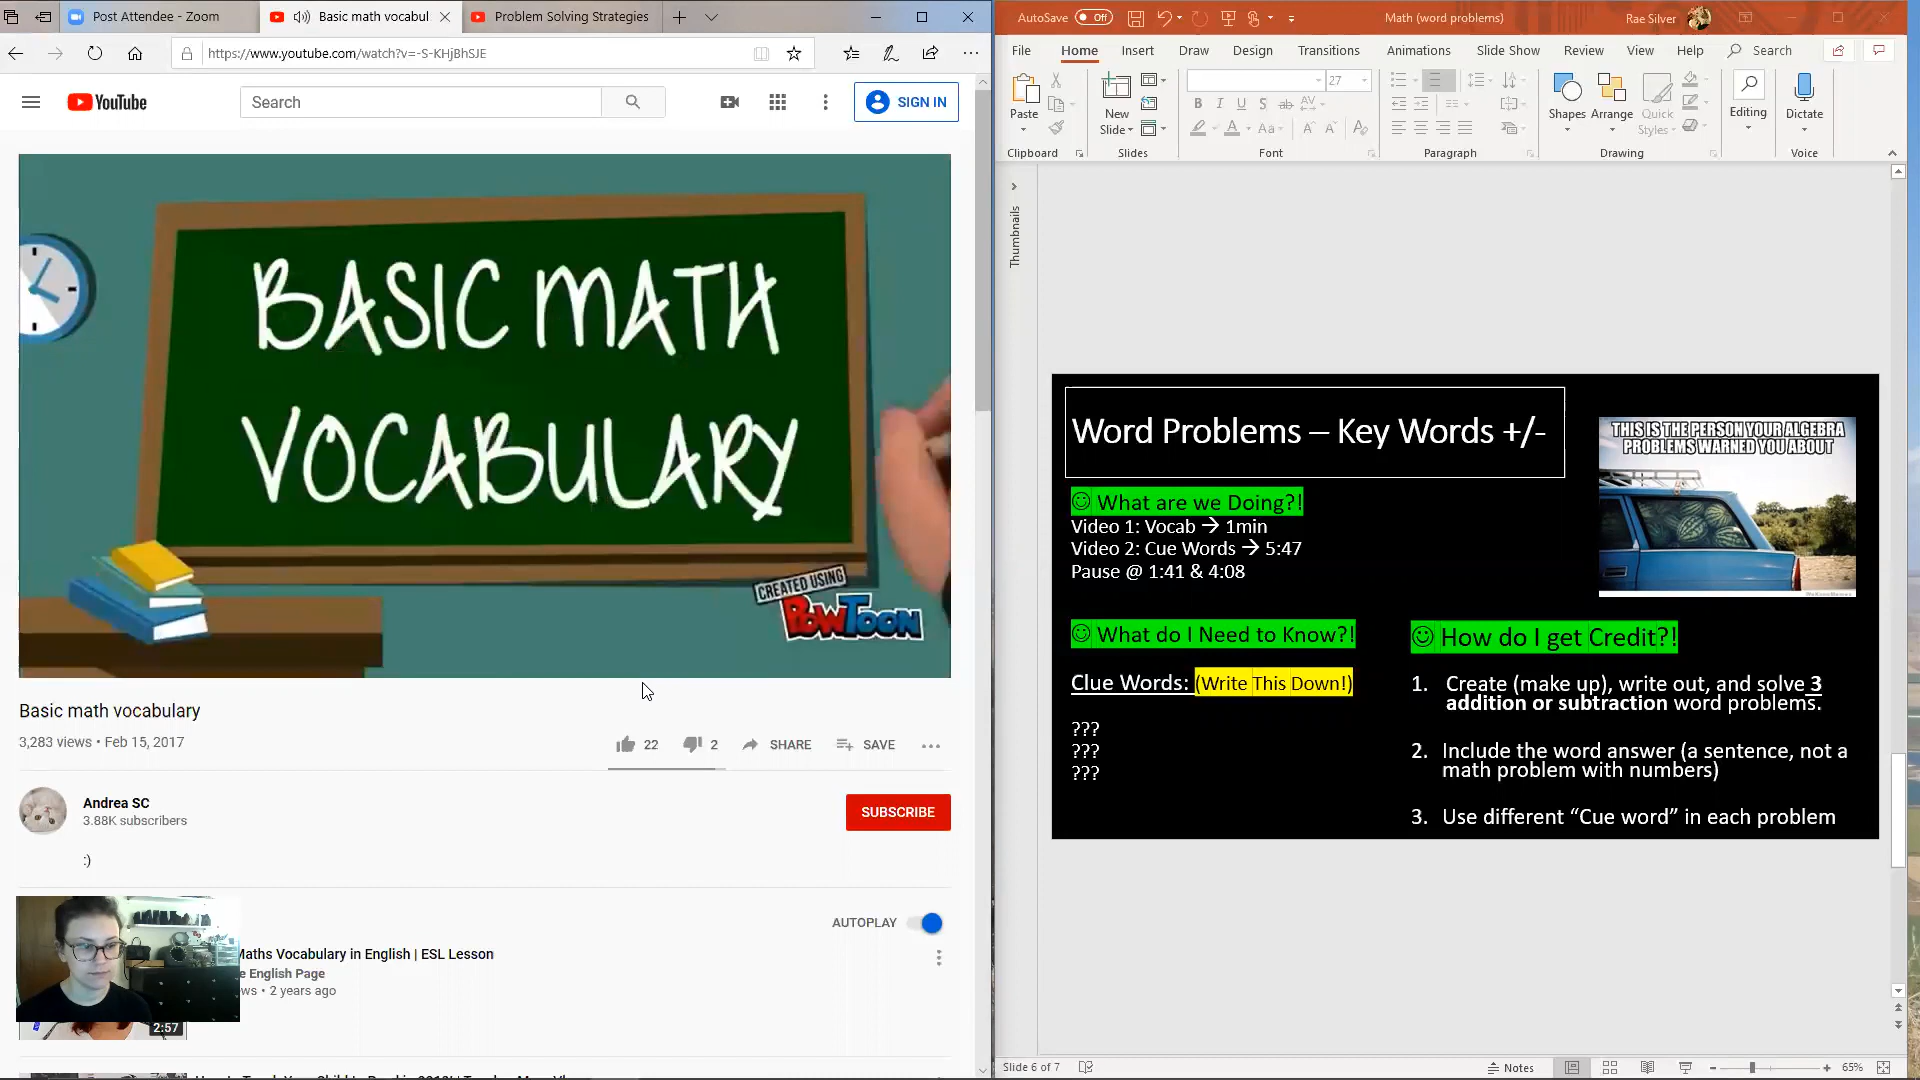 Post Attendee - Zoom
Basic math vocabul
Problem Solving Strategies
https://www.youtube.com/watch?v=-S-KHjBhSJE
YouTube
Search
SIGN IN
BASIC MATH
VOCABULARY
CREATED USING
POWTOON
Basic math vocabulary
3,283 views • Feb 15, 2017
22
2
SHARE
SAVE
Andrea SC
3.88K subscribers
SUBSCRIBE
:)
AUTOPLAY
Maths Vocabulary in English | ESL Lesson
e English Page
ws • 2 years ago
2:57
AutoSave Off
Math (word problems)
Rae Silver
File Home Insert Draw Design Transitions Animations Slide Show Review View Help Search
27
Paste
New
Slide
Shapes
Arrange
Quick
Styles
Editing
Dictate
Clipboard
Slides
Font
Paragraph
Drawing
Voice
Thumbnails
Word Problems – Key Words +/-
THIS IS THE PERSON YOUR ALGEBRA
PROBLEMS WARNED YOU ABOUT
☺ What are we Doing?!
Video 1: Vocab → 1min
Video 2: Cue Words → 5:47
Pause @ 1:41 & 4:08
☺ What do I Need to Know?!
Clue Words: (Write This Down!)
???
???
???
☺ How do I get Credit?!
1. Create (make up), write out, and solve 3
addition or subtraction word problems.
2. Include the word answer (a sentence, not a
math problem with numbers)
3. Use different “Cue word” in each problem
Slide 6 of 7
Notes
65%